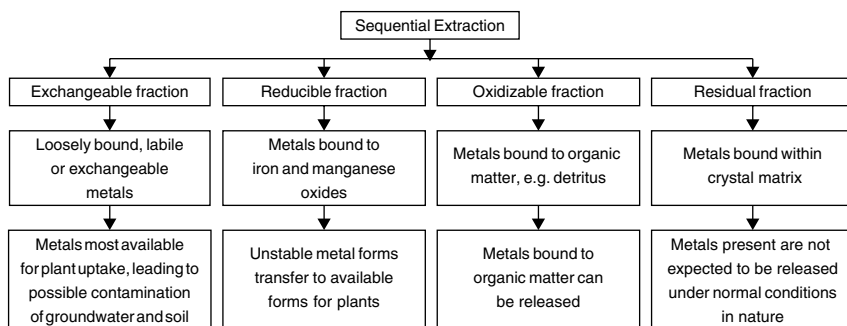 Sequential Extraction
Exchangeable fraction
Reducible fraction
Oxidizable fraction
Residual fraction
Loosely bound, labile
or exchangeable
metals
Metals bound to
iron and manganese
oxides
Metals bound to organic
matter, e.g. detritus
Metals bound within
crystal matrix
Metals most available
for plant uptake, leading to
possible contamination
of groundwater and soil
Unstable metal forms
transfer to available
forms for plants
Metals bound to
organic matter can
be released
Metals present are not
expected to be released
under normal conditions
in nature